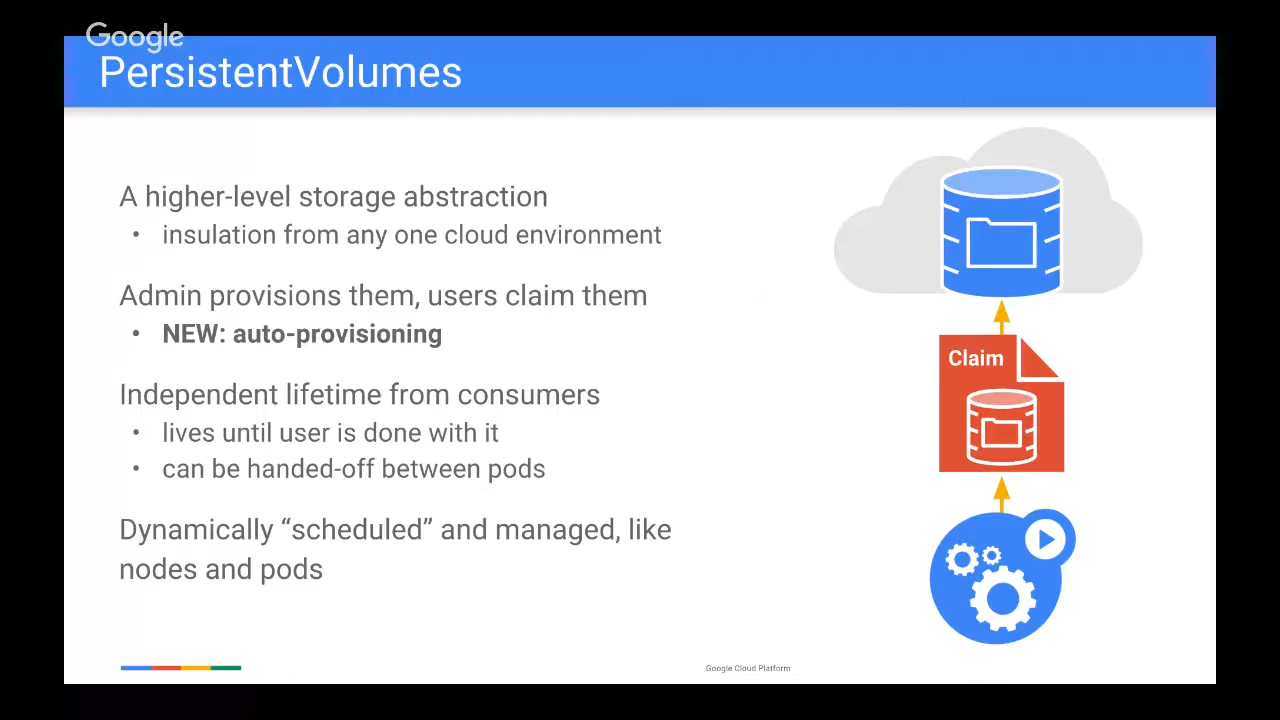 Google
PersistentVolumes
A higher-level storage abstraction
• insulation from any one cloud environment
Admin provisions them, users claim them
• NEW: auto-provisioning
Independent lifetime from consumers
• lives until user is done with it
• can be handed-off between pods
Dynamically “scheduled” and managed, like
nodes and pods
Claim
Google Cloud Platform